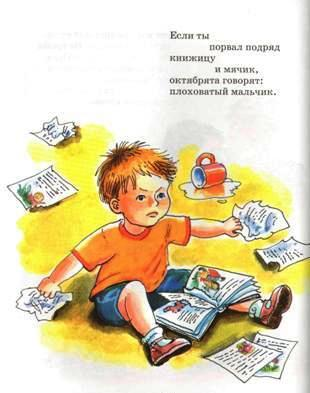 Если ты
порвал подряд
книжицу
и мячик,
октябрята говорят:
плоховатый мальчик.